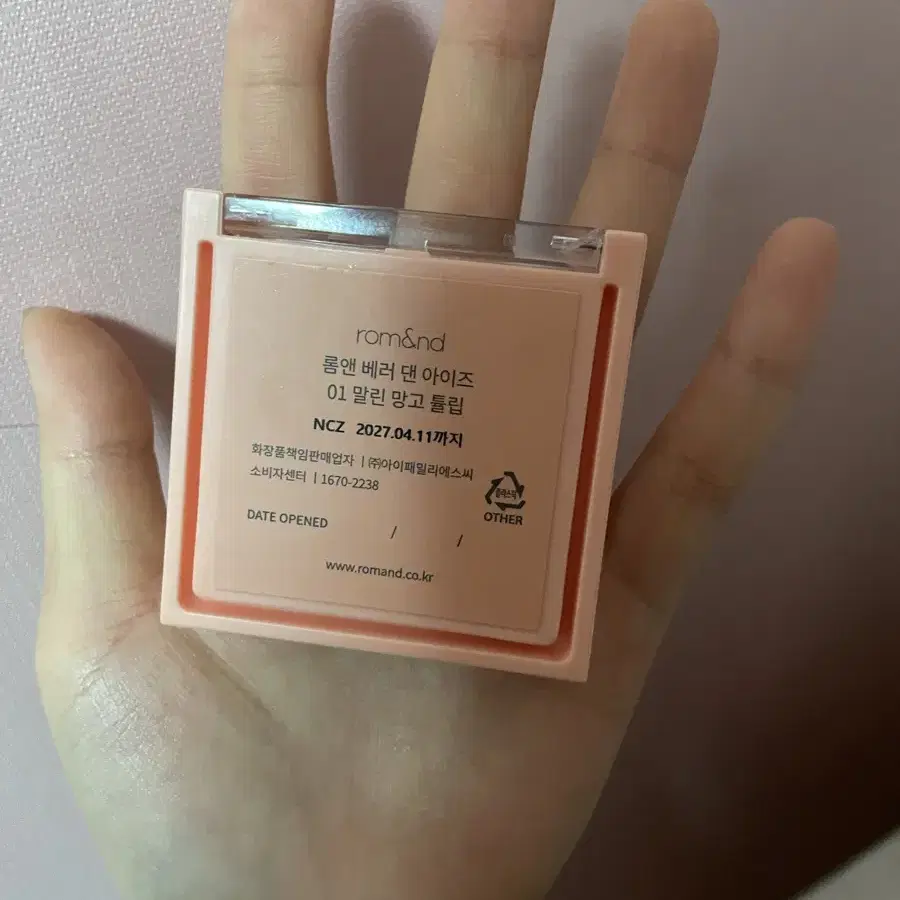 rom&nd
롬앤 베러 댄 아이즈
01 말린 망고 튤립
NCZ 2027.04.11까지
화장품책임판매업자 | ㈜아이패밀리에스씨
소비자센터 | 1670-2238
플라스틱
OTHER
DATE OPENED / /
www.romand.co.kr